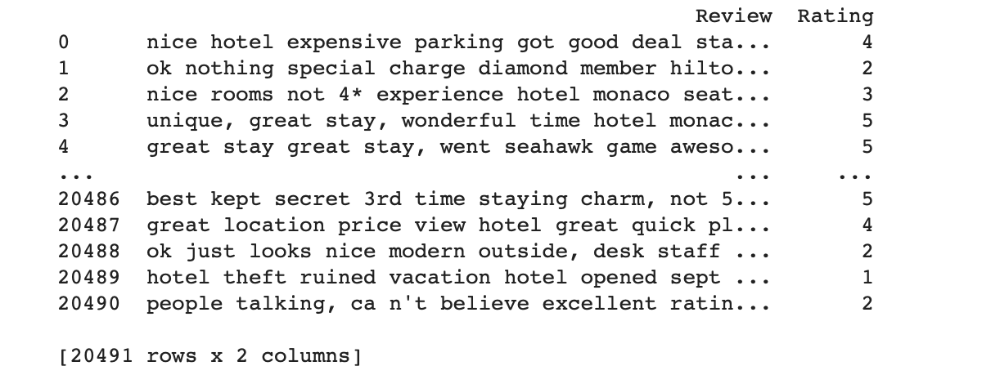 Review Rating
0 nice hotel expensive parking got good deal sta... 4
1 ok nothing special charge diamond member hilto... 2
2 nice rooms not 4* experience hotel monaco seat... 3
3 unique, great stay, wonderful time hotel monac... 5
4 great stay great stay, went seahawk game aweso... 5
... ... ...
20486 best kept secret 3rd time staying charm, not 5... 5
20487 great location price view hotel great quick pl... 4
20488 ok just looks nice modern outside, desk staff ... 2
20489 hotel theft ruined vacation hotel opened sept ... 1
20490 people talking, ca n't believe excellent ratin... 2
[20491 rows x 2 columns]